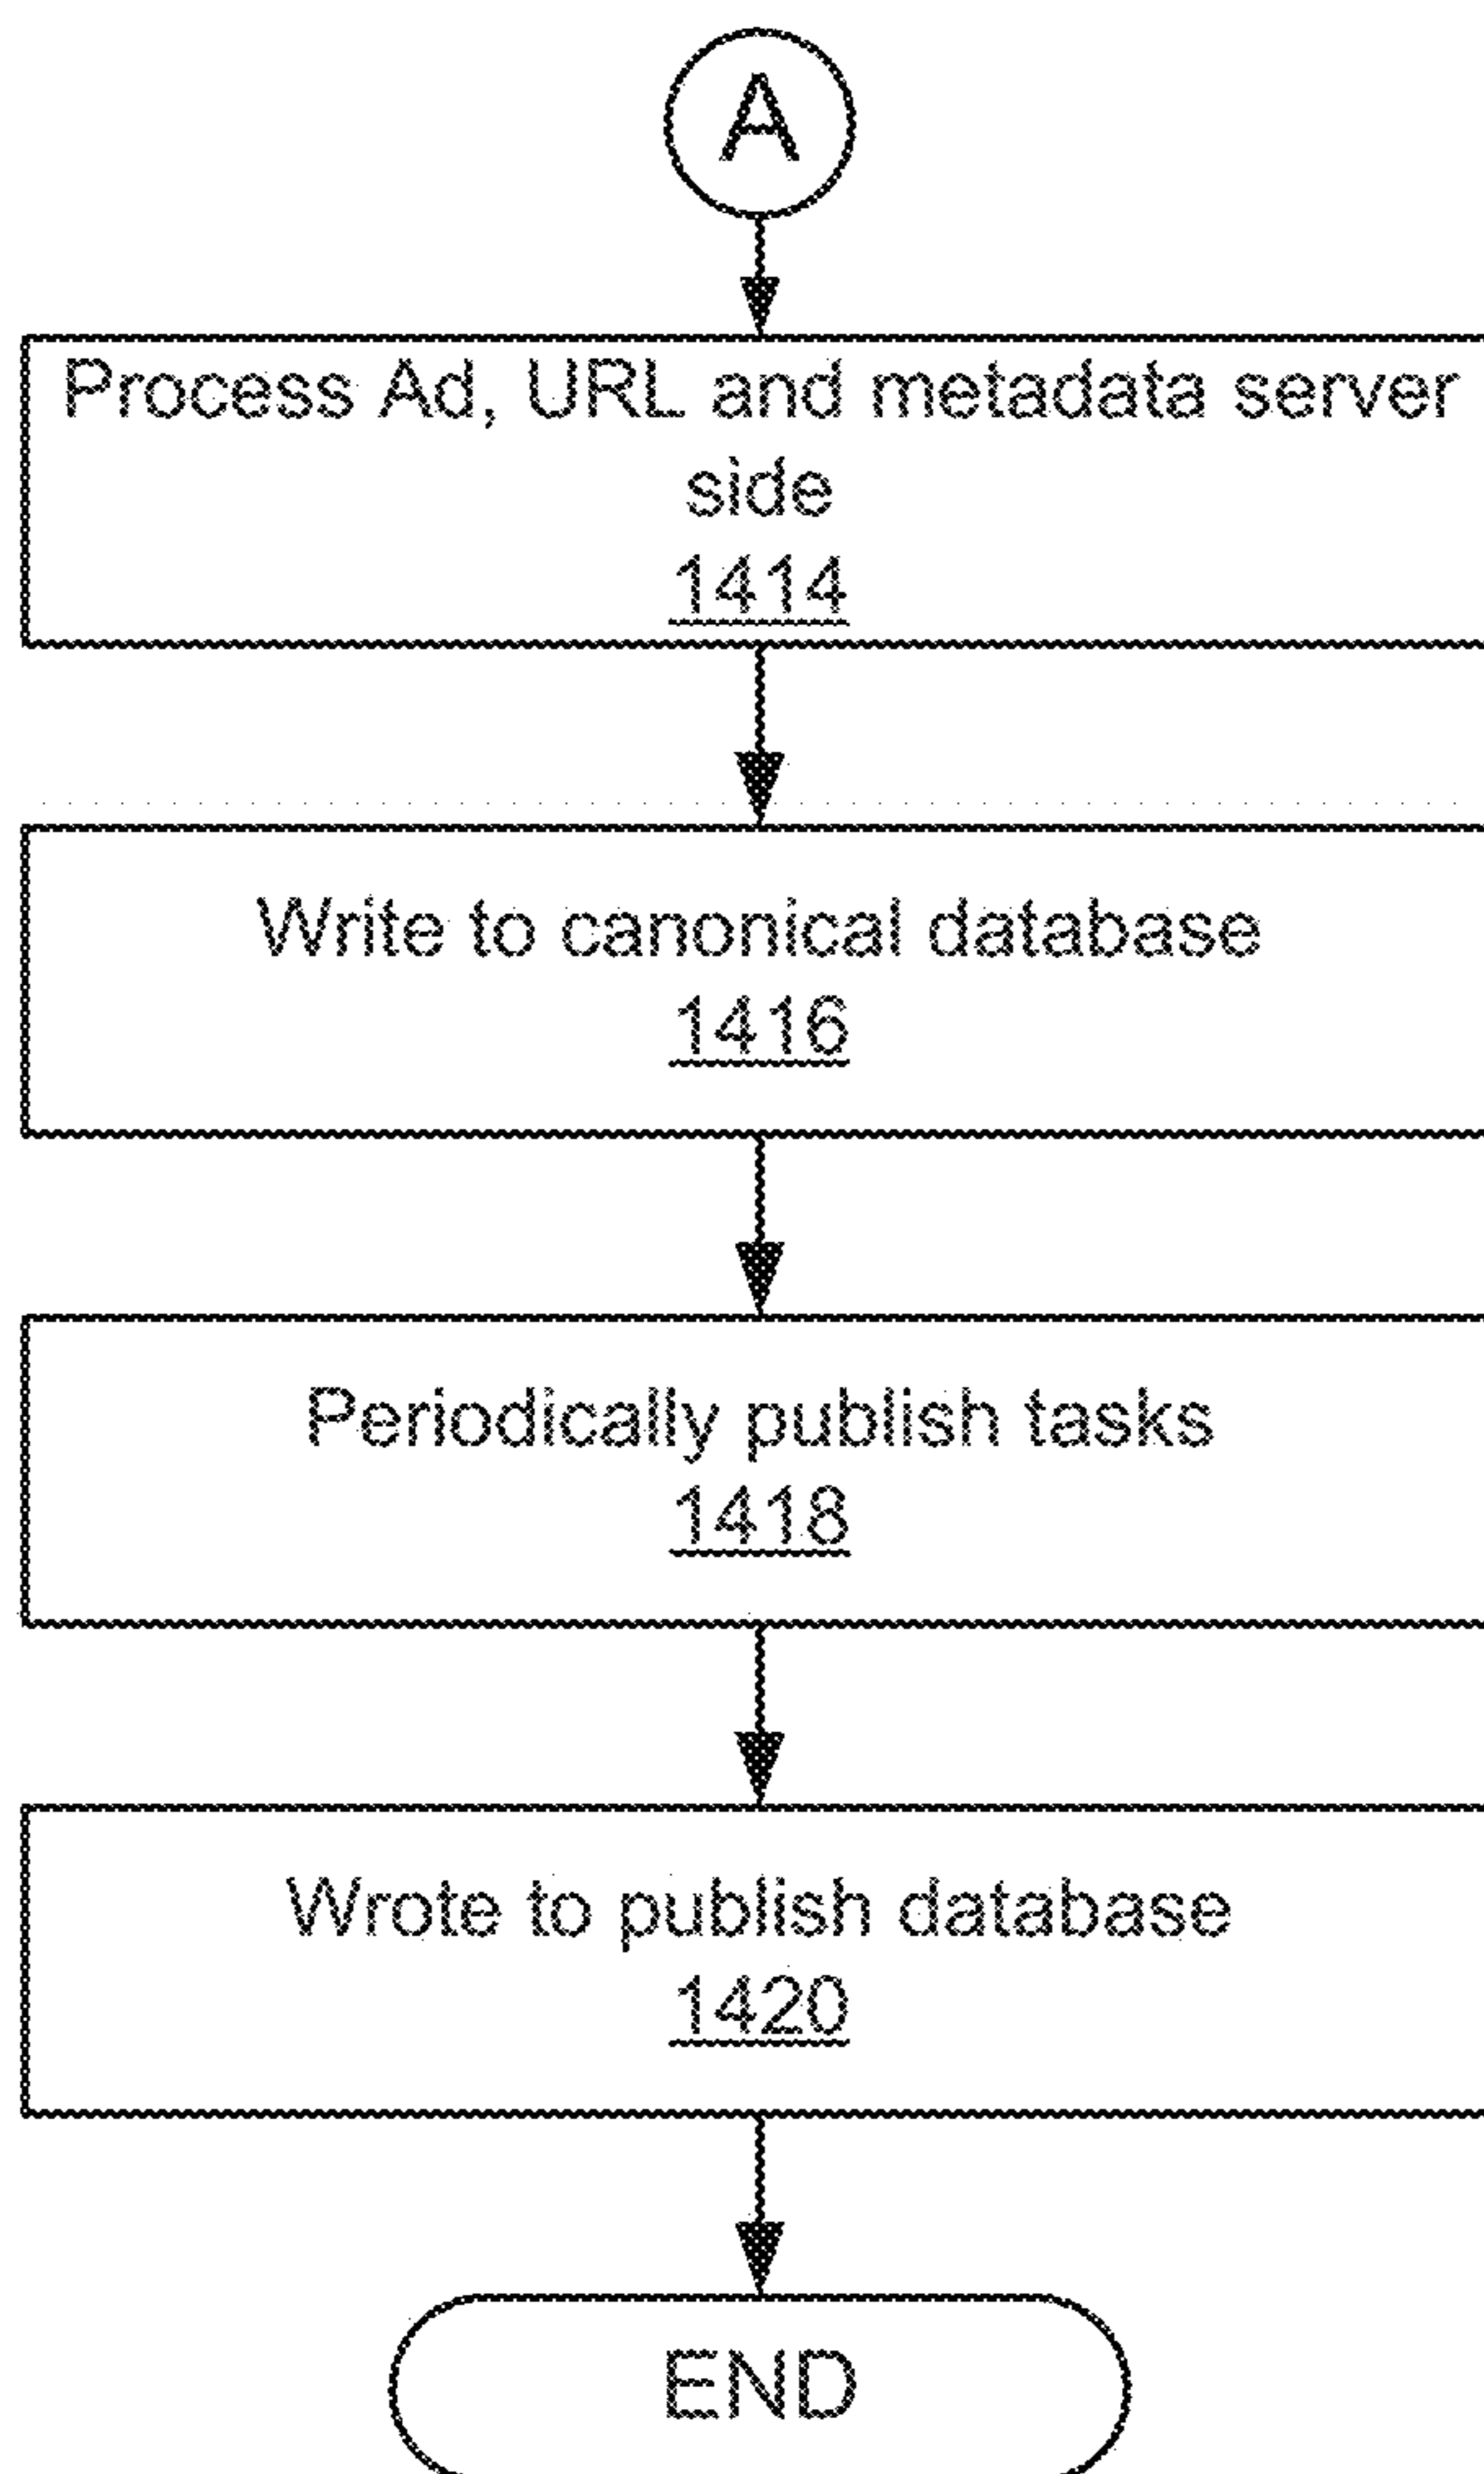 A
Process Ad, URL and metadata server
side
1414
Write to canonical database
1416
Periodically publish tasks
1418
Wrote to publish database
1420
END